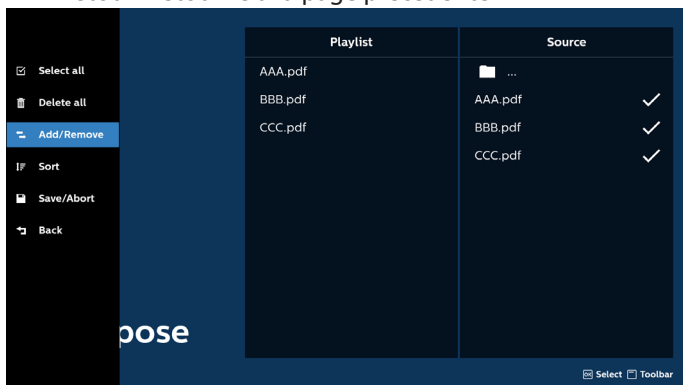 Playlist
Source
Select all
Delete all
Add/Remove
Sort
Save/Abort
Back
AAA.pdf
BBB.pdf
CCC.pdf
...
AAA.pdf
BBB.pdf
CCC.pdf
pose
OK Select Toolbar